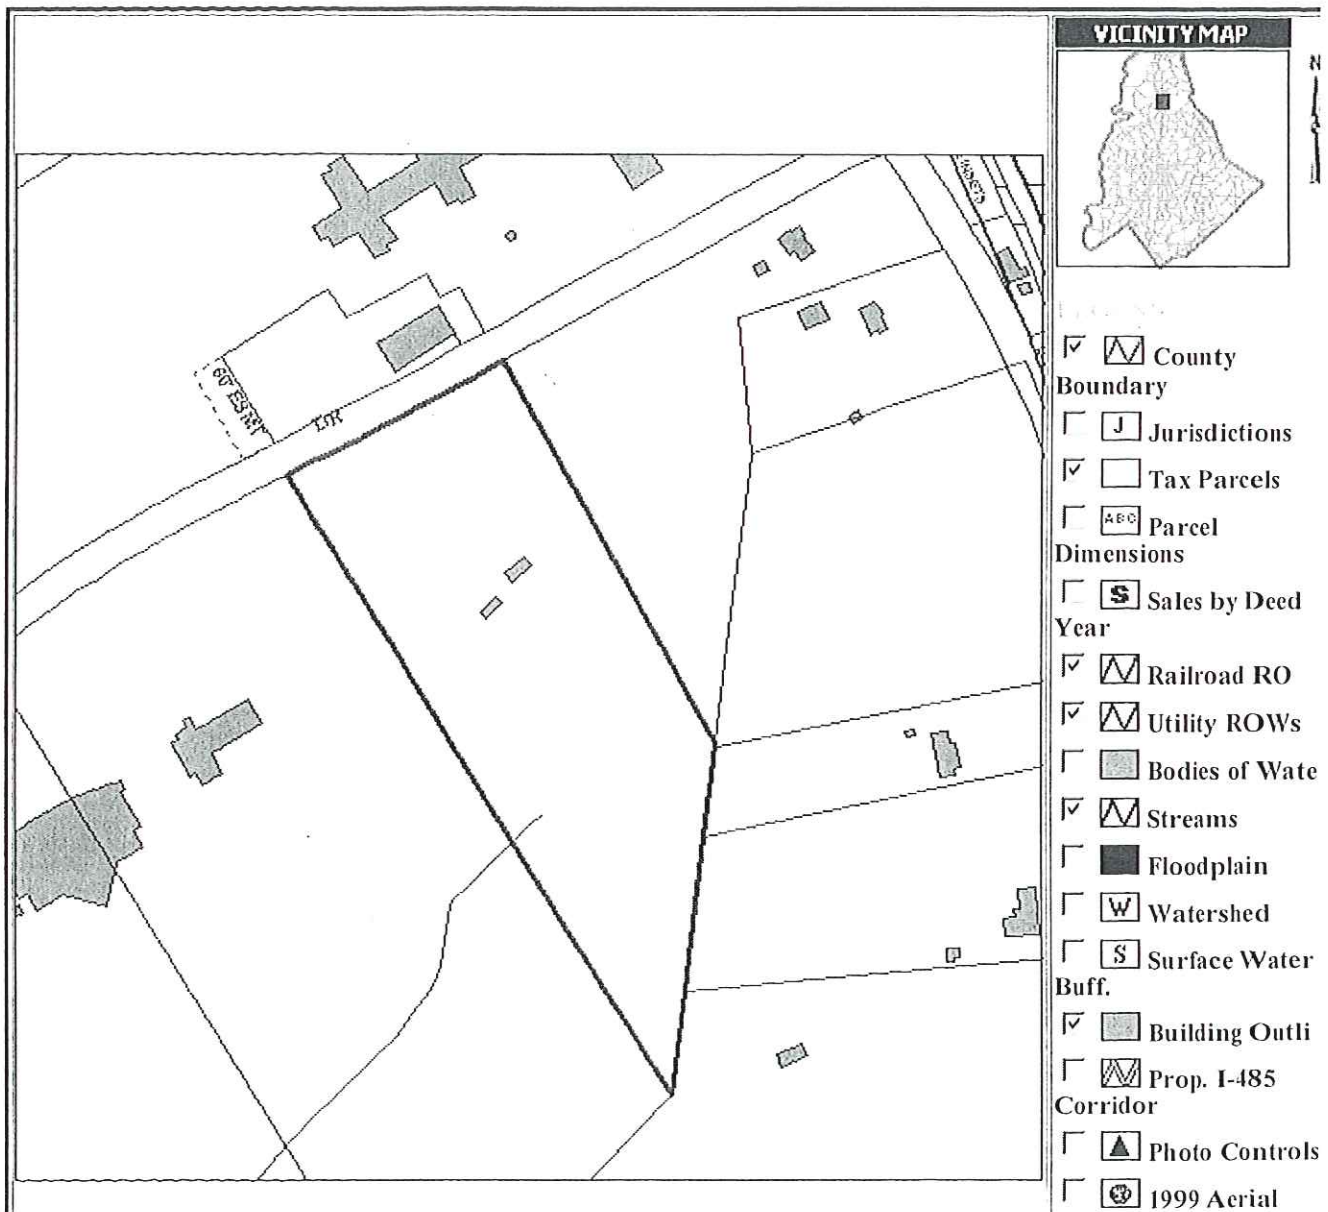 VICINITY MAP
N
60' ESMT
DR
County
Boundary
J Jurisdictions
Tax Parcels
ABC Parcel
Dimensions
S Sales by Deed
Year
Railroad RO
Utility ROWs
Bodies of Wate
Streams
Floodplain
W Watershed
S Surface Water
Buff.
Building Outli
Prop. I-485
Corridor
Photo Controls
1999 Aerial